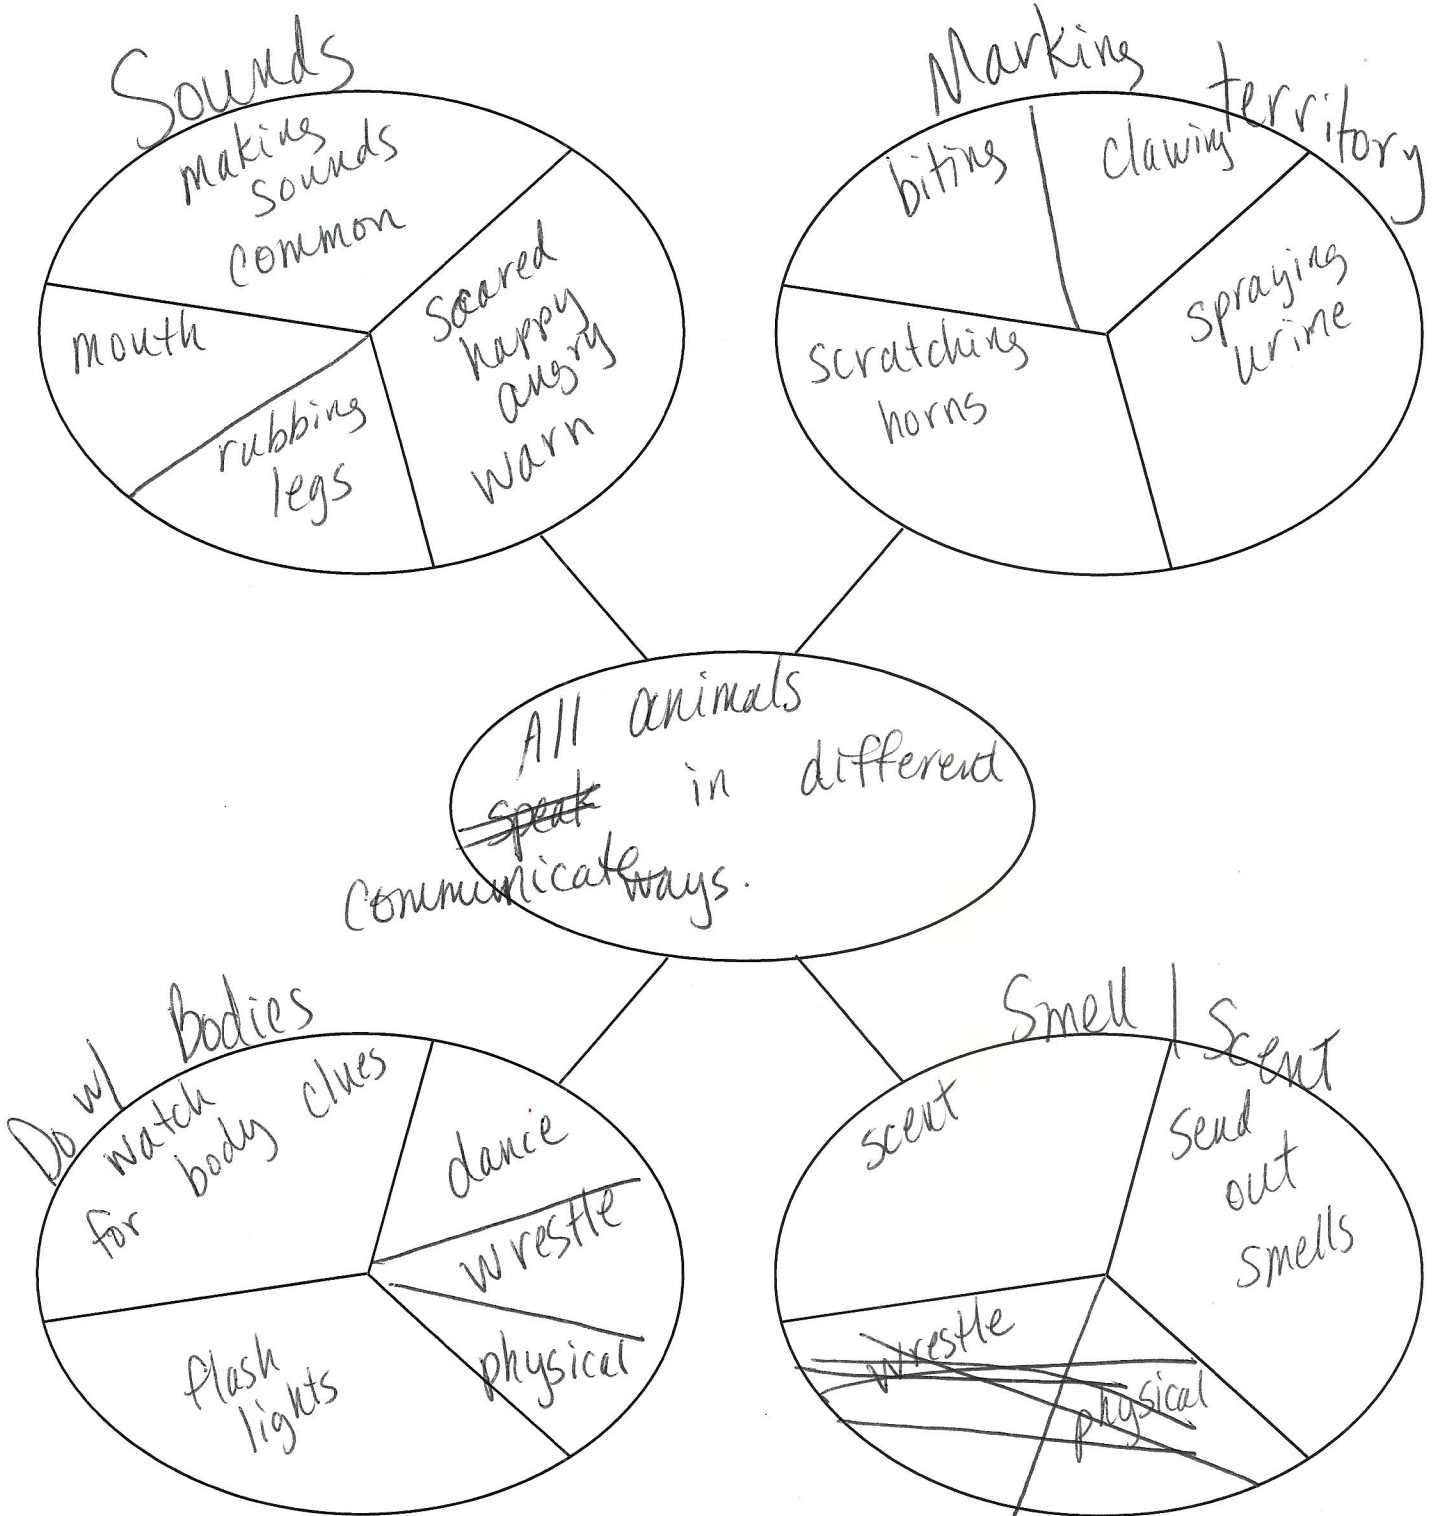 Sounds
making
sounds
common
mouth
rubbing
legs
scared
happy
angry
warn
Marking territory
biting
clawing
scratching
horns
spraying
urine
All animals
speak in different
communicate ways.
Do w/ Bodies
watch
for body clues
dance
wrestle
physical
flash
lights
Smell / Scent
scent
send
out
smells
wrestle
physical